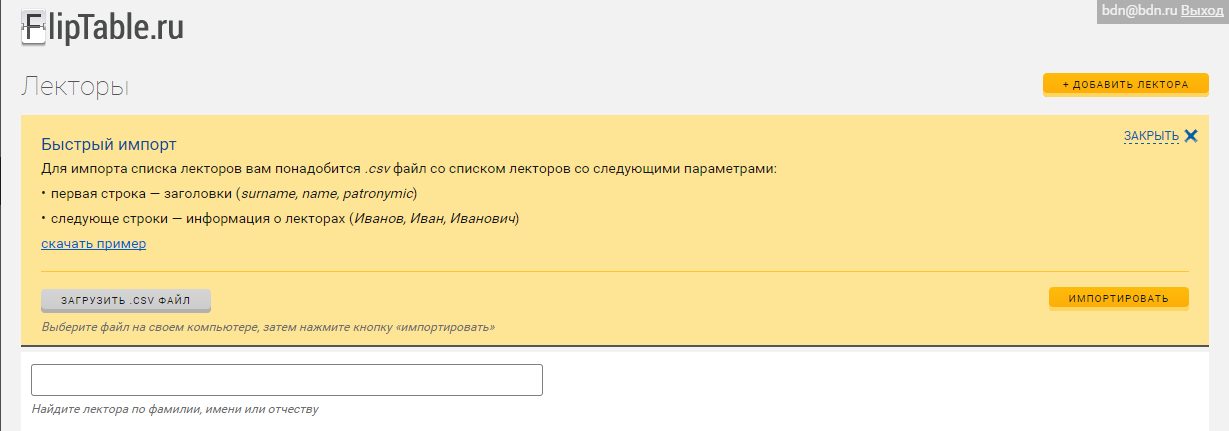 bdn@bdn.ru Выход
FlipTable.ru
Лекторы
+ ДОБАВИТЬ ЛЕКТОРА
Быстрый импорт
ЗАКРЫТЬ
Для импорта списка лекторов вам понадобится .csv файл со списком лекторов со следующими параметрами:
• первая строка — заголовки (surname, name, patronymic)
• следующе строки — информация о лекторах (Иванов, Иван, Иванович)
скачать пример
ЗАГРУЗИТЬ .CSV ФАЙЛ
ИМПОРТИРОВАТЬ
Выберите файл на своем компьютере, затем нажмите кнопку «импортировать»
Найдите лектора по фамилии, имени или отчеству